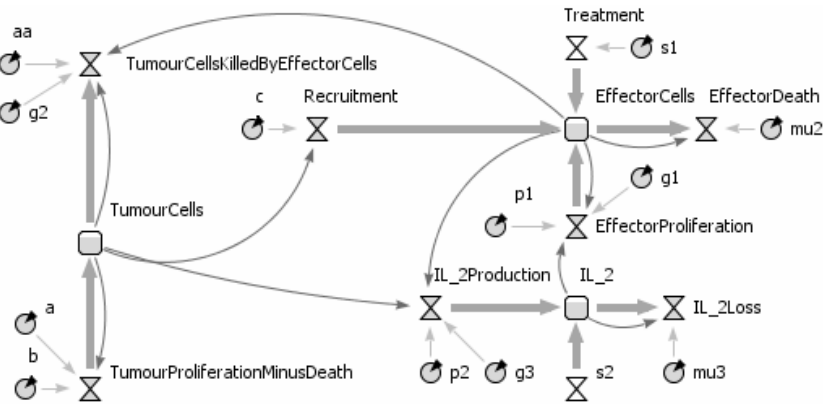 aa
Treatment
s1
TumourCellsKilledByEffectorCells
c
Recruitment
EffectorCells
EffectorDeath
g2
mu2
g1
p1
TumourCells
EffectorProliferation
IL_2Production
IL_2
a
IL_2Loss
b
TumourProliferationMinusDeath
p2
g3
s2
mu3